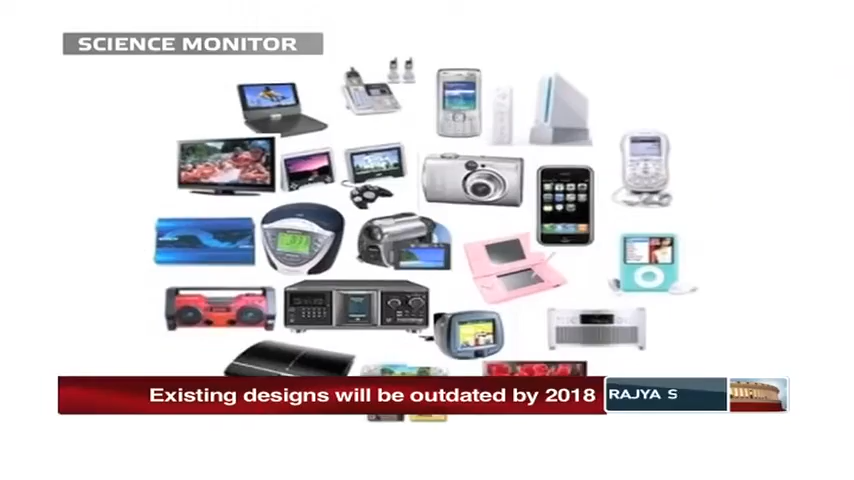 SCIENCE MONITOR
Existing designs will be outdated by 2018
RAJYA S